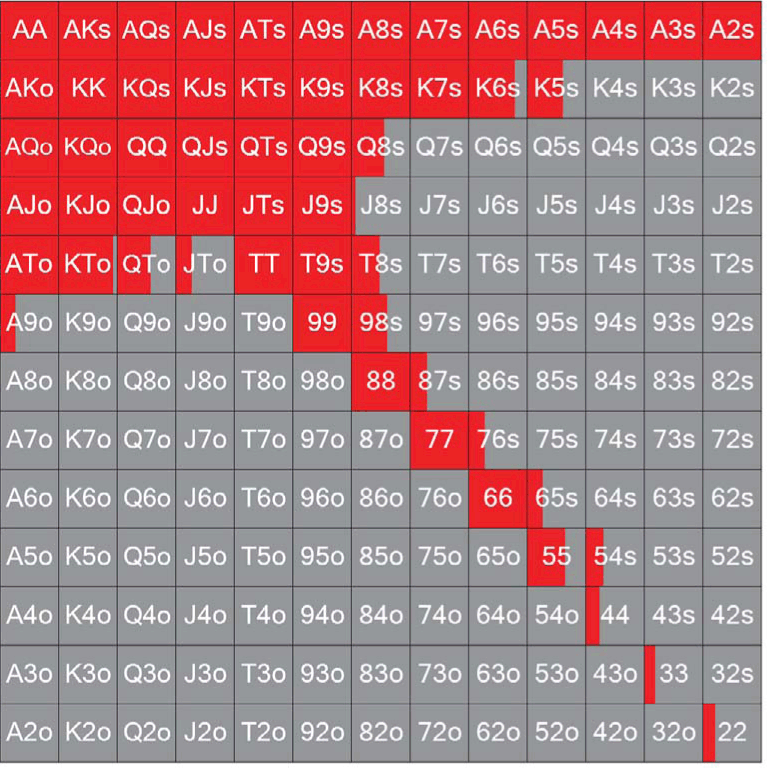 AA AKs AQs AJs ATs A9s A8s A7s A6s A5s A4s A3s A2s
AKo KK KQs KJs KTs K9s K8s K7s K6s K5s K4s K3s K2s
AQo KQo QQ QJs QTs Q9s Q8s Q7s Q6s Q5s Q4s Q3s Q2s
AJo KJo QJo JJ JTs J9s J8s J7s J6s J5s J4s J3s J2s
ATo KTo QTo JTo TT T9s T8s T7s T6s T5s T4s T3s T2s
A9o K9o Q9o J9o T9o 99 98s 97s 96s 95s 94s 93s 92s
A8o K8o Q8o J8o T8o 98o 88 87s 86s 85s 84s 83s 82s
A7o K7o Q7o J7o T7o 97o 87o 77 76s 75s 74s 73s 72s
A6o K6o Q6o J6o T6o 96o 86o 76o 66 65s 64s 63s 62s
A5o K5o Q5o J5o T5o 95o 85o 75o 65o 55 54s 53s 52s
A4o K4o Q4o J4o T4o 94o 84o 74o 64o 54o 44 43s 42s
A3o K3o Q3o J3o T3o 93o 83o 73o 63o 53o 43o 33 32s
A2o K2o Q2o J2o T2o 92o 82o 72o 62o 52o 42o 32o 22